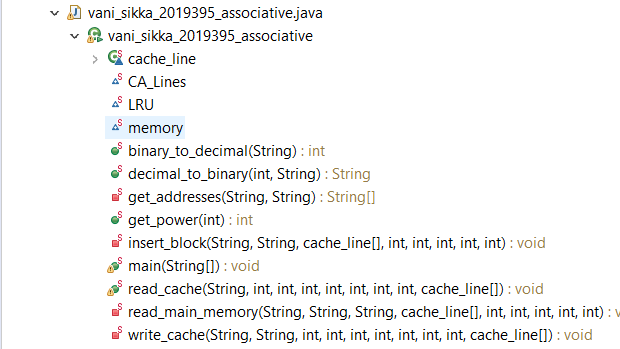 vani_sikka_2019395_associative.java
vani_sikka_2019395_associative
cache_line
CA_Lines
LRU
memory
binary_to_decimal(String) : int
decimal_to_binary(int, String) : String
get_addresses(String, String) : String[]
get_power(int) : int
insert_block(String, String, cache_line[], int, int, int, int, int) : void
main(String[]) : void
read_cache(String, int, int, int, int, int, int, int, cache_line[]) : void
read_main_memory(String, String, String, cache_line[], int, int, int, int, int) : v
write_cache(String, String, int, int, int, int, int, int, int, cache_line[]) : void